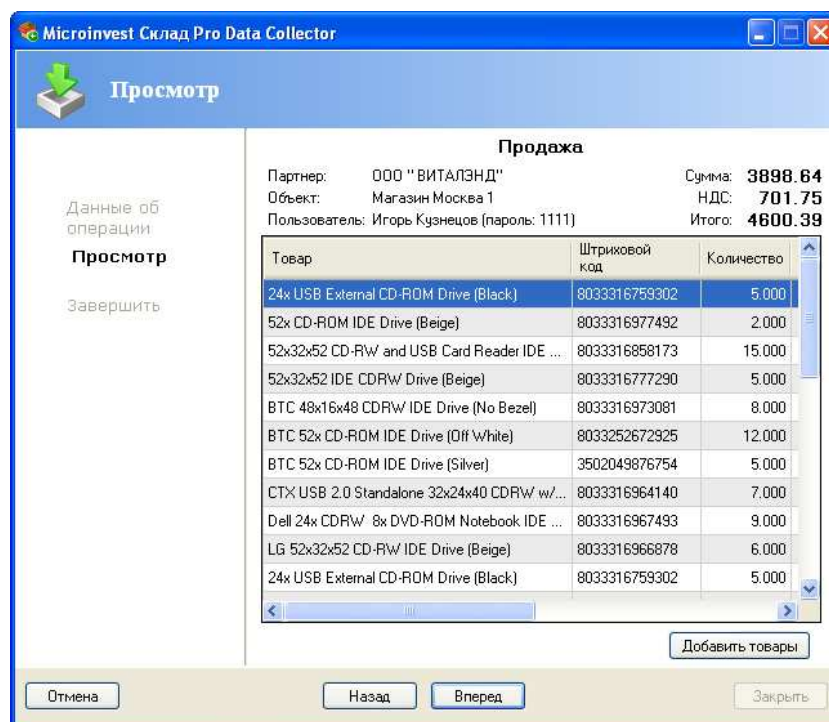 Microinvest Склад Pro Data Collector
Просмотр
Данные об
операции
Просмотр
Завершить
Продажа
Партнер: ООО "ВИТАЛЭНД" Сумма: 3898.64
Объект: Магазин Москва 1 НДС: 701.75
Пользователь: Игорь Кузнецов (пароль: 1111) Итого: 4600.39
Товар Штриховой код Количество
24x USB External CD-ROM Drive (Black) 8033316759302 5.000
52x CD-ROM IDE Drive (Beige) 8033316977492 2.000
52x32x52 CD-RW and USB Card Reader IDE ... 8033316858173 15.000
52x32x52 IDE CDRW Drive (Beige) 8033316777290 5.000
BTC 48x16x48 CDRW IDE Drive (No Bezel) 8033316973081 8.000
BTC 52x CD-ROM IDE Drive (Off White) 8033252672925 12.000
BTC 52x CD-ROM IDE Drive (Silver) 3502049876754 5.000
CTX USB 2.0 Standalone 32x24x40 CDRW w/... 8033316964140 7.000
Dell 24x CDRW 8x DVD-ROM Notebook IDE ... 8033316967493 9.000
LG 52x32x52 CD-RW IDE Drive (Beige) 8033316966878 6.000
24x USB External CD-ROM Drive (Black) 8033316759302 5.000
Добавить товары
Отмена Назад Вперед Закрыть